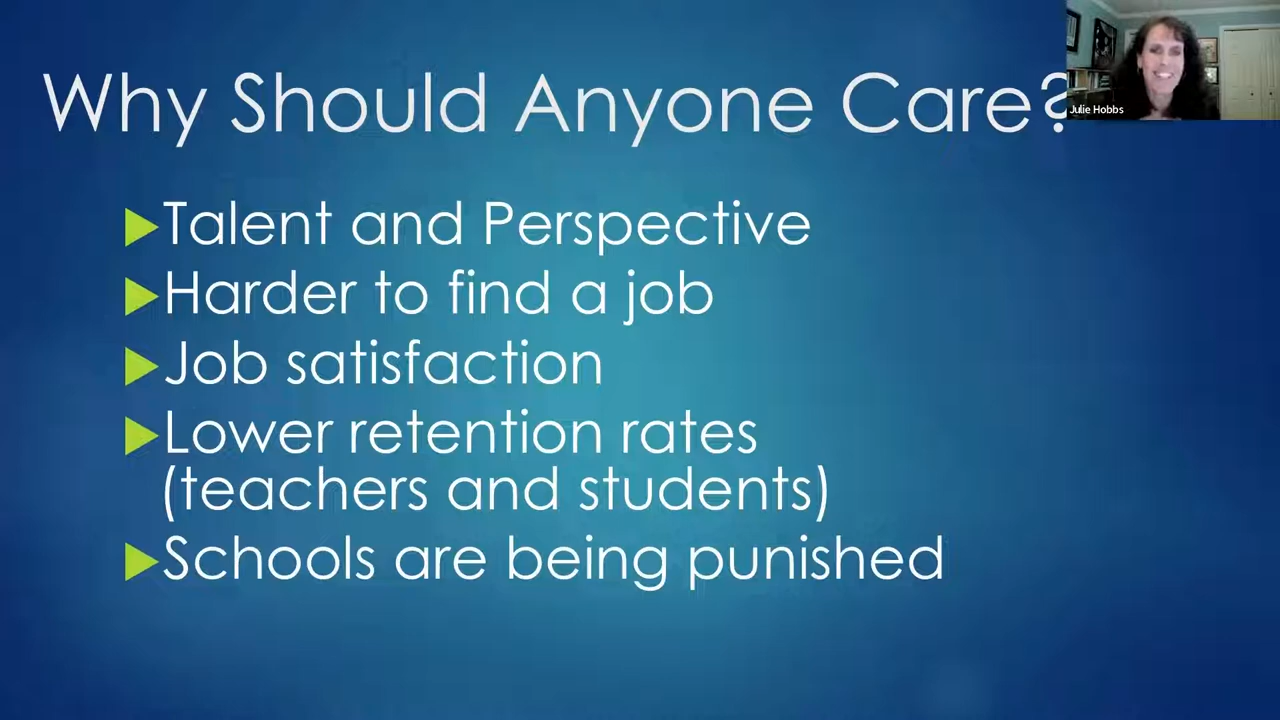 Why Should Anyone Care?
Julie Hobbs
Talent and Perspective
Harder to find a job
Job satisfaction
Lower retention rates
(teachers and students)
Schools are being punished